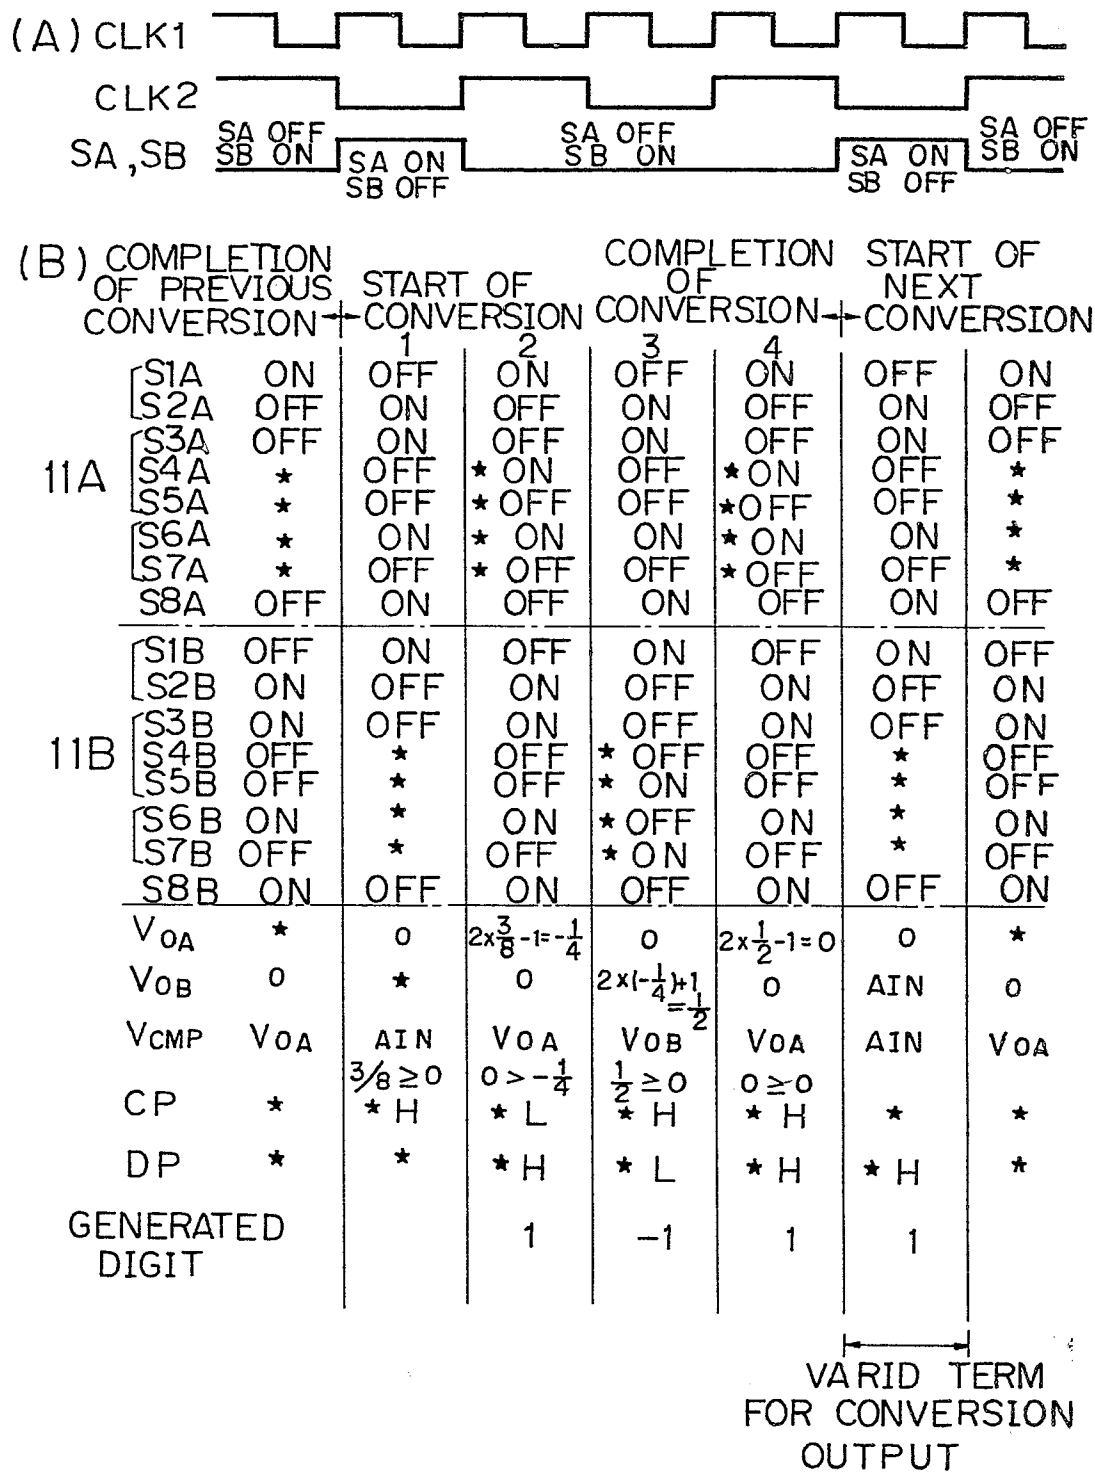 (A) CLK1
CLK2
SA,SB
SA OFF
SB ON
SA ON
SB OFF
SA OFF
SB ON
SA ON
SB OFF
SA OFF
SB ON
(B) COMPLETION OF PREVIOUS CONVERSION
START OF CONVERSION
COMPLETION OF CONVERSION
START OF NEXT CONVERSION
1 2 3 4
11A
S1A ON OFF ON OFF ON OFF ON
S2A OFF ON OFF ON OFF ON OFF
S3A OFF ON OFF ON OFF ON OFF
S4A * OFF * ON OFF * ON OFF *
S5A * OFF * OFF OFF * OFF OFF *
S6A * ON * ON ON * ON ON *
S7A * OFF * OFF OFF * OFF OFF *
S8A OFF ON OFF ON OFF ON OFF
11B
S1B OFF ON OFF ON OFF ON OFF
S2B ON OFF ON OFF ON OFF ON
S3B ON OFF ON OFF ON OFF ON
S4B OFF * OFF * OFF OFF * OFF
S5B OFF * OFF * ON OFF * OFF
S6B ON * ON * OFF ON * ON
S7B OFF * OFF * ON OFF * OFF
S8B ON OFF ON OFF ON OFF ON
VOA * 0 2×3/8-1=-1/4 0 2×1/2-1=0 0 *
VOB 0 * 0 2×(-1/4)+1=1/2 0 AIN 0
VCMP VOA AIN VOA VOB VOA AIN VOA
3/8≥0 0>-1/4 1/2≥0 0≥0
CP * * H * L * H * H * *
DP * * * H * L * H * H *
GENERATED DIGIT 1 -1 1 1
VARID TERM
FOR CONVERSION
OUTPUT